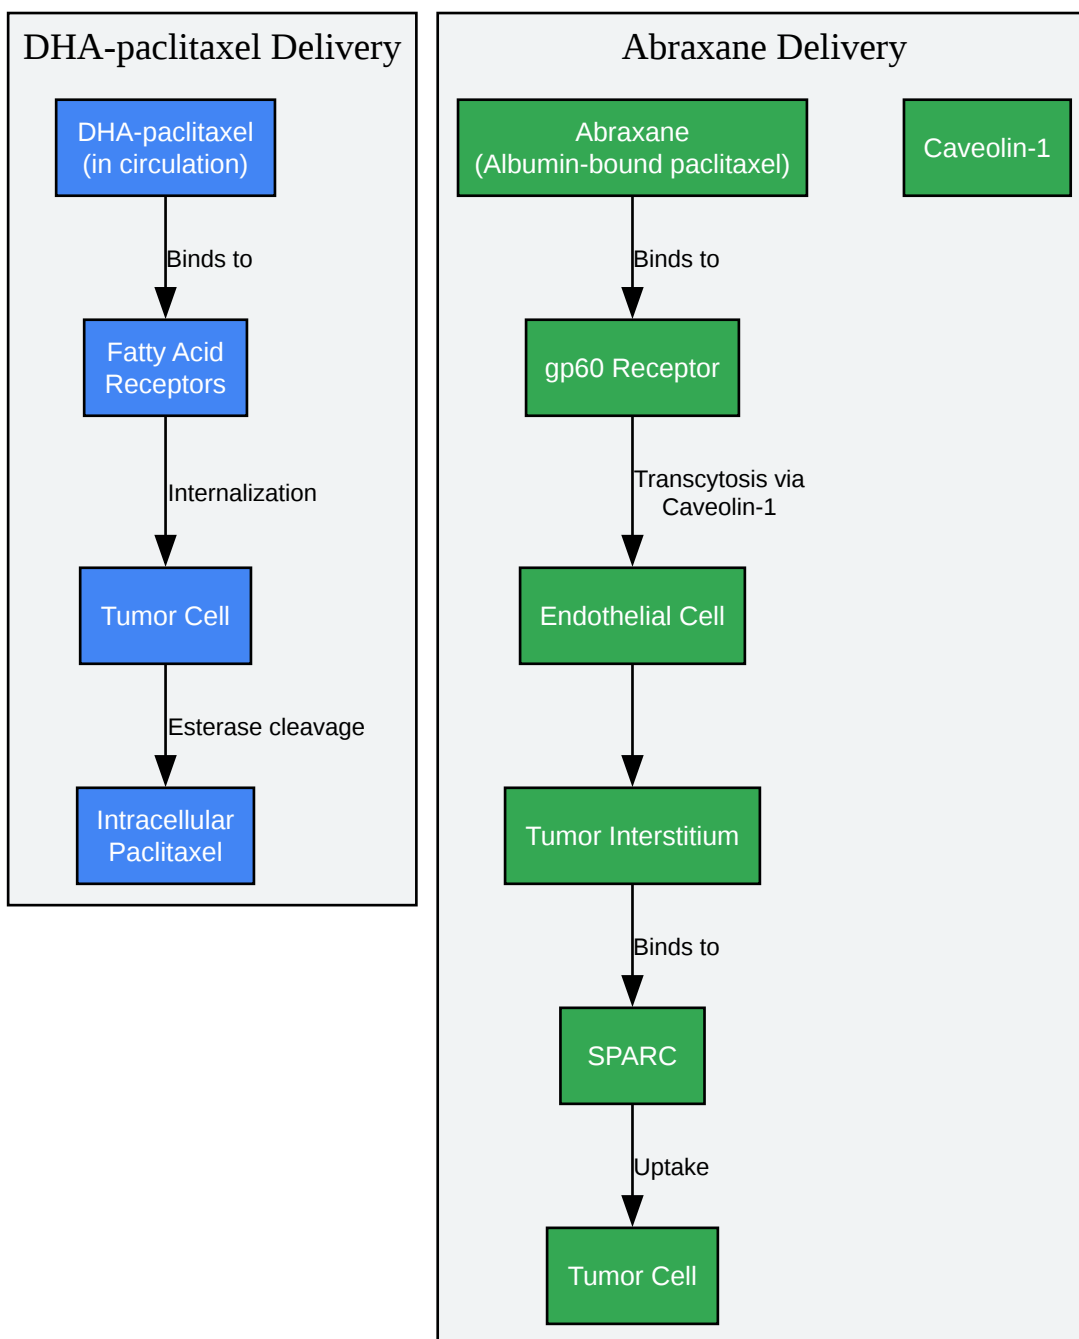 DHA-paclitaxel Delivery
DHA-paclitaxel
(in circulation)
Binds to
Fatty Acid
Receptors
Internalization
Tumor Cell
Esterase cleavage
Intracellular
Paclitaxel
Abraxane Delivery
Abraxane
(Albumin-bound paclitaxel)
Caveolin-1
Binds to
gp60 Receptor
Transcytosis via
Caveolin-1
Endothelial Cell
Tumor Interstitium
Binds to
SPARC
Uptake
Tumor Cell